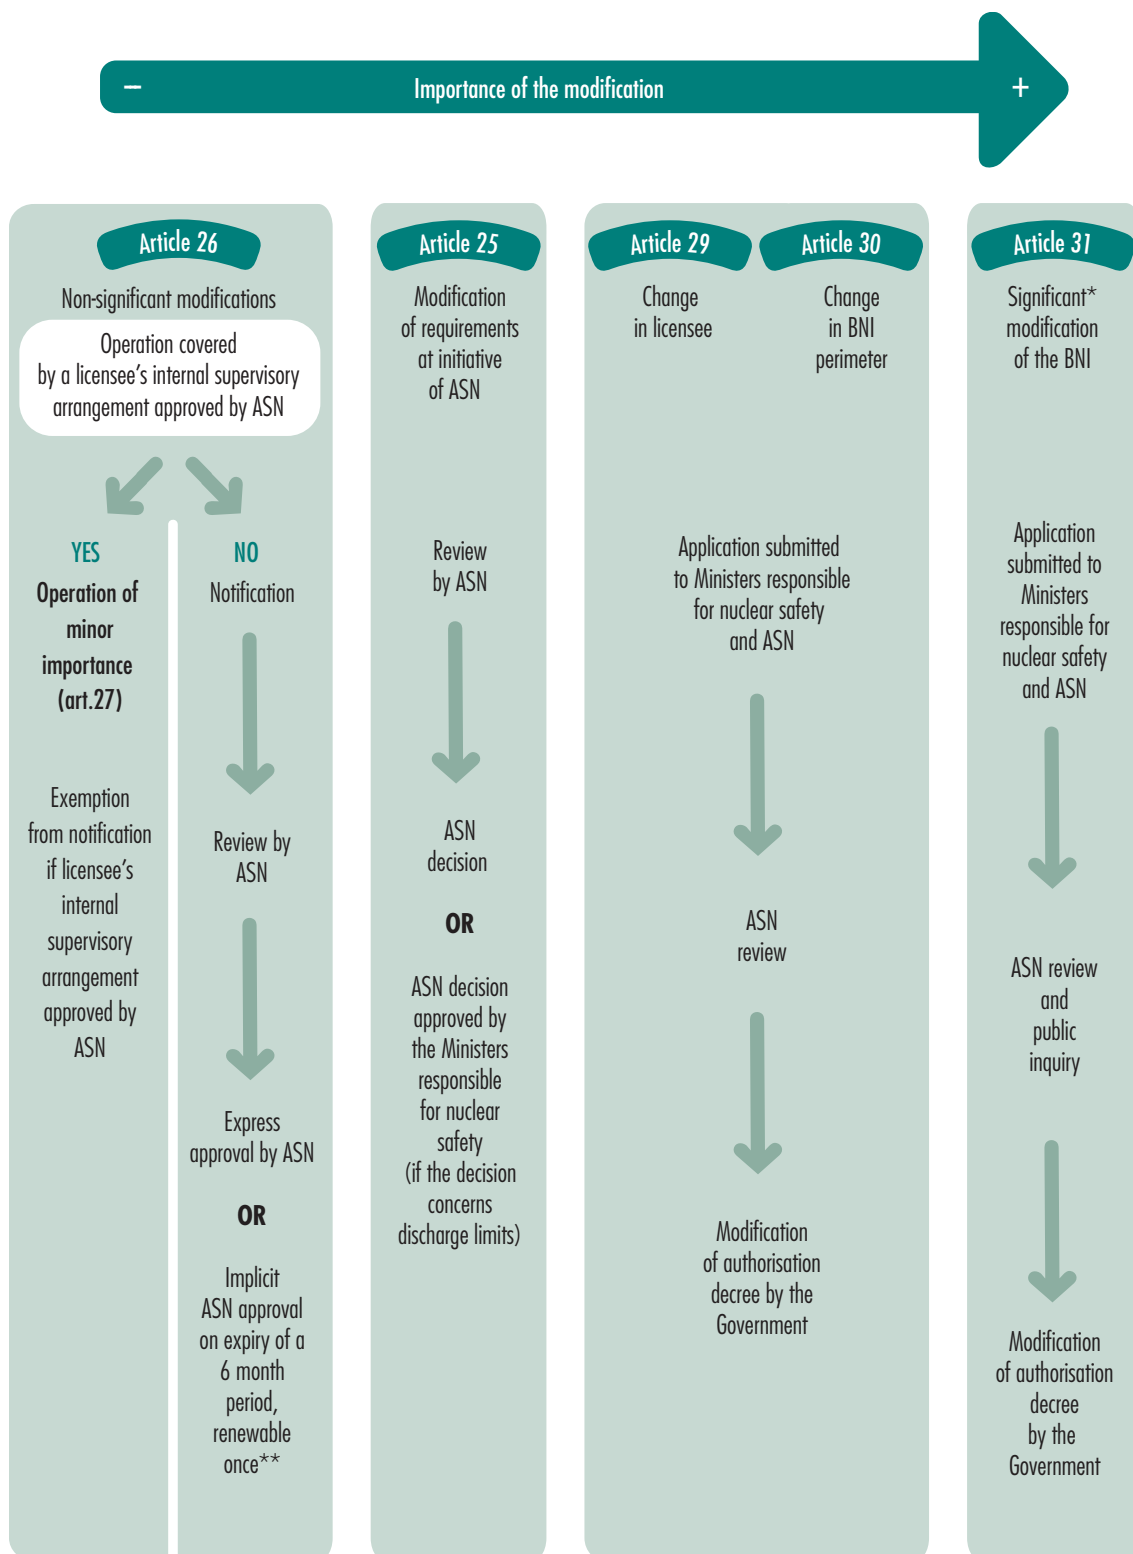 – Importance of the modification +
Article 26
Non-significant modifications
Operation covered
by a licensee's internal supervisory
arrangement approved by ASN
YES
Operation of
minor
importance
(art.27)
Exemption
from notification
if licensee's
internal
supervisory
arrangement
approved by
ASN
NO
Notification
Review by
ASN
Express
approval by ASN
OR
Implicit
ASN approval
on expiry of a
6 month
period,
renewable
once**
Article 25
Modification
of requirements
at initiative
of ASN
Review
by ASN
ASN
decision
OR
ASN decision
approved by
the Ministers
responsible
for nuclear
safety
(if the decision
concerns
discharge limits)
Article 29
Change
in licensee
Article 30
Change
in BNI
perimeter
Application submitted
to Ministers responsible
for nuclear safety
and ASN
ASN
review
Modification
of authorisation
decree by the
Government
Article 31
Significant*
modification
of the BNI
Application
submitted to
Ministers
responsible for
nuclear safety
and ASN
ASN review
and
public
inquiry
Modification
of authorisation
decree
by the
Government